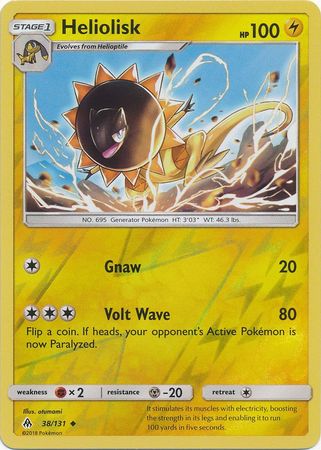 STAGE 1 Heliolisk HP 100
Evolves from Helioptile
NO. 695 Generator Pokémon HT: 3'03" WT: 46.3 lbs.
Gnaw 20
Volt Wave 80
Flip a coin. If heads, your opponent's Active Pokémon is
now Paralyzed.
weakness × 2 resistance -20 retreat
Illus. otumami
38/131
©2018 Pokémon
It stimulates its muscles with electricity, boosting
the strength in its legs and enabling it to run
100 yards in five seconds.